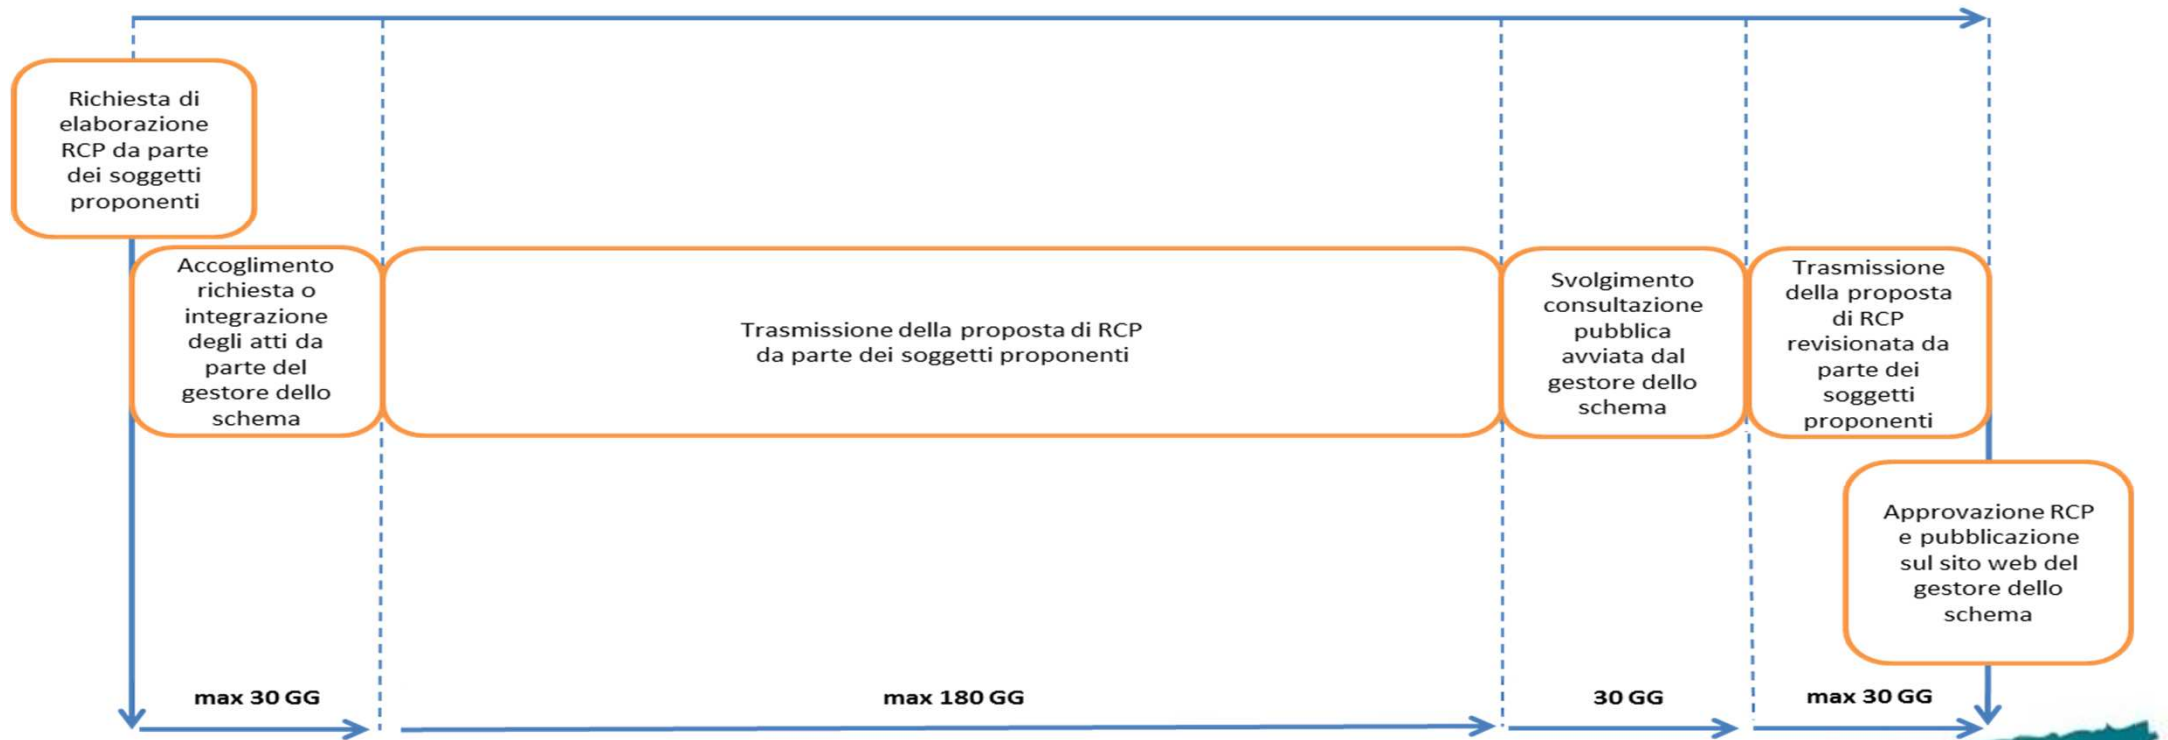 Richiesta di
elaborazione
RCP da parte
dei soggetti
proponenti
Accoglimento
richiesta o
integrazione
degli atti da
parte del
gestore dello
schema
Trasmissione della proposta di RCP
da parte dei soggetti proponenti
Svolgimento
consultazione
pubblica
avviata dal
gestore dello
schema
Trasmissione
della proposta
di RCP
revisionata da
parte dei
soggetti
proponenti
Approvazione RCP
e pubblicazione
sul sito web del
gestore dello
schema
max 30 GG
max 180 GG
30 GG
max 30 GG